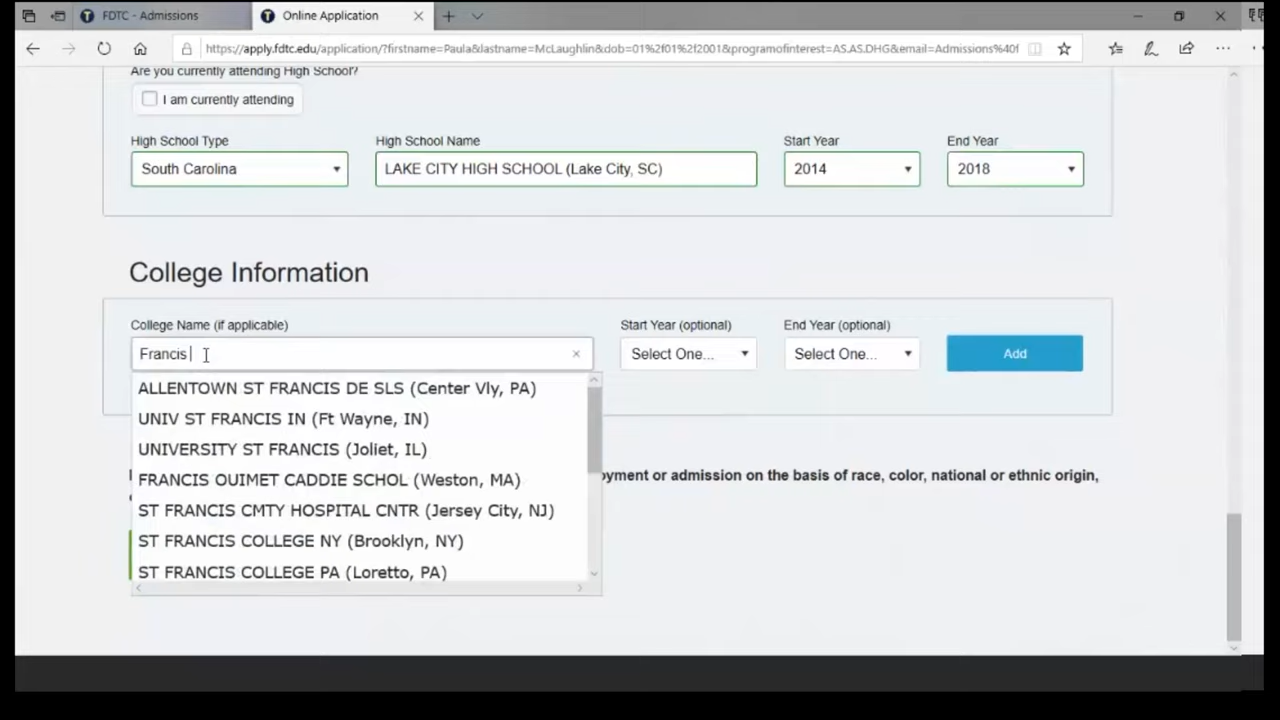 FDTC - Admissions
Online Application
https://apply.fdtc.edu/application/?firstname=Paula&lastname=McLaughlin&dob=01%2f01%2f2001&programofinterest=AS.AS.DHG&email=Admissions%40f
Are you currently attending High School?
I am currently attending
High School Type High School Name Start Year End Year
South Carolina LAKE CITY HIGH SCHOOL (Lake City, SC) 2014 2018
College Information
College Name (if applicable) Start Year (optional) End Year (optional)
Francis Select One... Select One... Add
ALLENTOWN ST FRANCIS DE SLS (Center Vly, PA)
UNIV ST FRANCIS IN (Ft Wayne, IN)
UNIVERSITY ST FRANCIS (Joliet, IL)
FRANCIS OUIMET CADDIE SCHOL (Weston, MA)
oyment or admission on the basis of race, color, national or ethnic origin,
ST FRANCIS CMTY HOSPITAL CNTR (Jersey City, NJ)
ST FRANCIS COLLEGE NY (Brooklyn, NY)
ST FRANCIS COLLEGE PA (Loretto, PA)